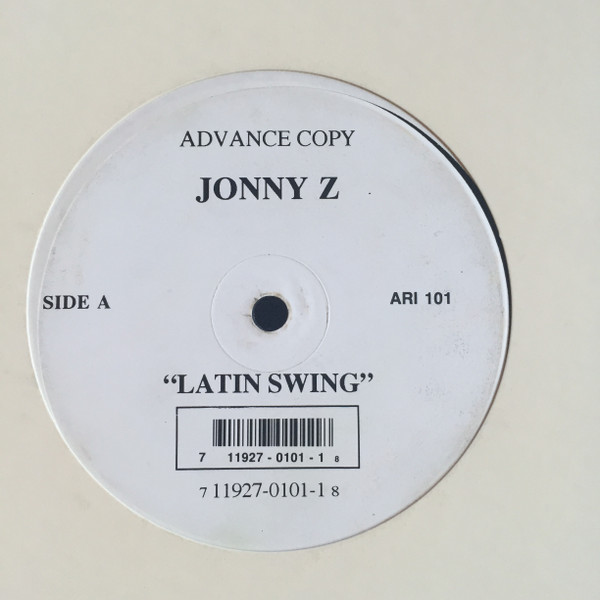 ADVANCE COPY
JONNY Z
SIDE A
ARI 101
“LATIN SWING”
7 11927 - 0101 - 1 8
7 11927-0101-1 8